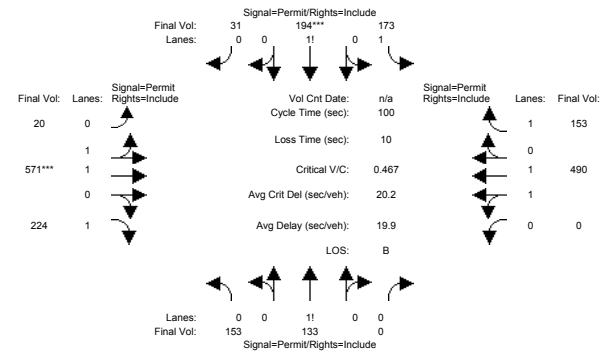 Signal=Permit/Rights=Include
Final Vol: 31 194*** 173
Lanes: 0 0 1! 0 1
Signal=Permit Signal=Permit
Final Vol: Lanes: Rights=Include Vol Cnt Date: n/a Rights=Include Lanes: Final Vol:
Cycle Time (sec): 100
20 0 1 153
Loss Time (sec): 10
1 0
571*** 1 Critical V/C: 0.467 1 490
0 Avg Crit Del (sec/veh): 20.2 1
224 1 Avg Delay (sec/veh): 19.9 0 0
LOS: B
Lanes: 0 0 1! 0 0
Final Vol: 153 133 0
Signal=Permit/Rights=Include